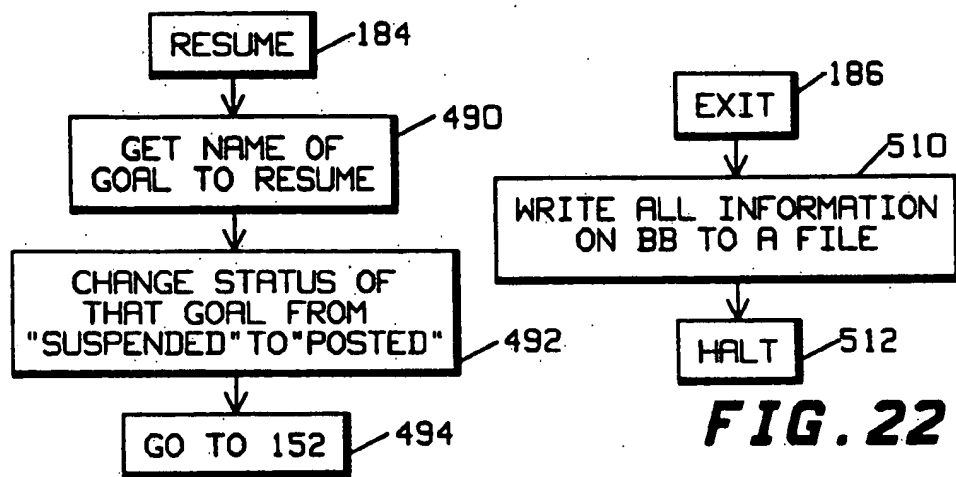 RESUME
184
GET NAME OF
GOAL TO RESUME
490
CHANGE STATUS OF
THAT GOAL FROM
"SUSPENDED" TO "POSTED"
492
GO TO 152
494
EXIT
186
WRITE ALL INFORMATION
ON BB TO A FILE
510
HALT
512
FIG. 22